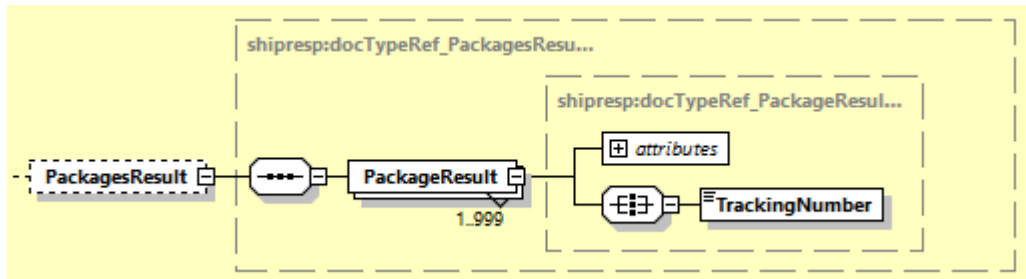 shipresp:docTypeRef_PackagesResu...
shipresp:docTypeRef_PackageResul...
attributes
PackagesResult
PackageResult
TrackingNumber
1..999